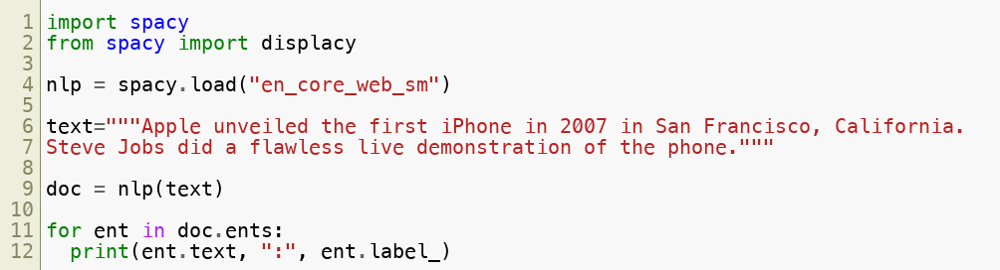 1 import spacy
2 from spacy import displacy
3
4 nlp = spacy.load("en_core_web_sm")
5
6 text="""Apple unveiled the first iPhone in 2007 in San Francisco, California.
7 Steve Jobs did a flawless live demonstration of the phone."""
8
9 doc = nlp(text)
10
11 for ent in doc.ents:
12   print(ent.text, ":", ent.label_)